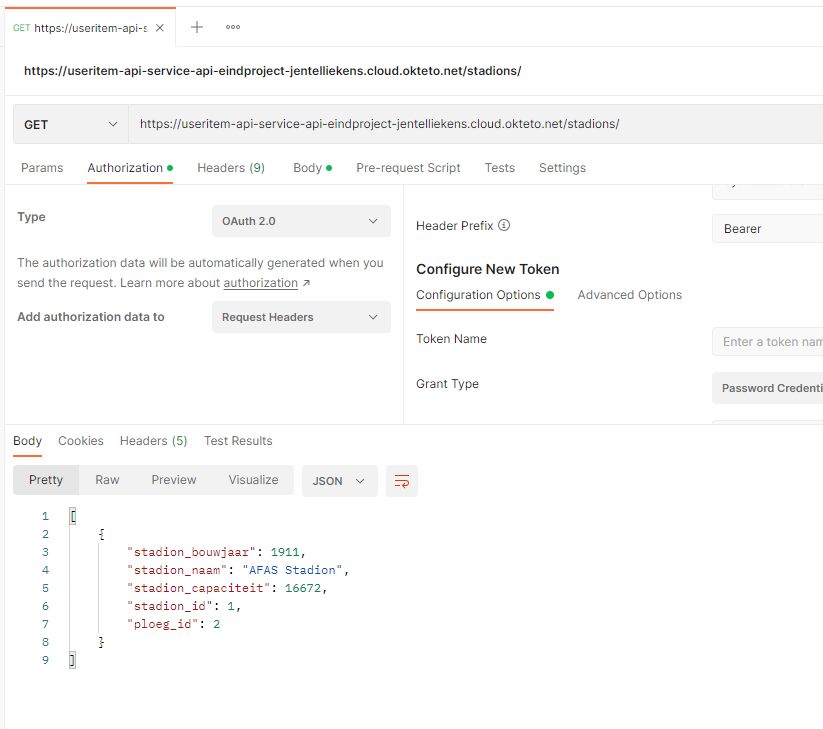 GET https://useritem-api-s
https://useritem-api-service-api-eindproject-jentelliekens.cloud.okteto.net/stadions/
GET https://useritem-api-service-api-eindproject-jentelliekens.cloud.okteto.net/stadions/
Params Authorization Headers (9) Body Pre-request Script Tests Settings
Type OAuth 2.0
The authorization data will be automatically generated when you
send the request. Learn more about authorization ↗
Add authorization data to Request Headers
Header Prefix Bearer
Configure New Token
Configuration Options Advanced Options
Token Name Enter a token nam
Grant Type Password Credenti
Body Cookies Headers (5) Test Results
Pretty Raw Preview Visualize JSON
1 [
2 {
3 "stadion_bouwjaar": 1911,
4 "stadion_naam": "AFAS Stadion",
5 "stadion_capaciteit": 16672,
6 "stadion_id": 1,
7 "ploeg_id": 2
8 }
9 ]